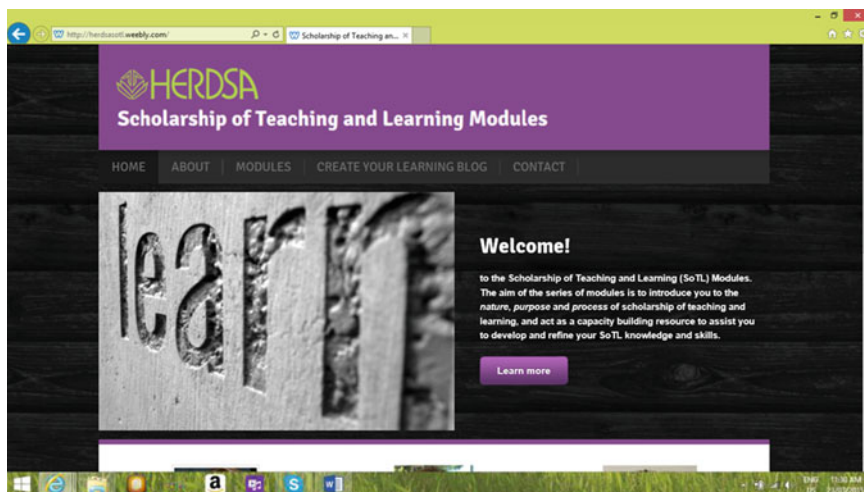 http://herdsasotl.weebly.com/
Scholarship of Teaching an...
HERDSA
Scholarship of Teaching and Learning Modules
HOME ABOUT MODULES CREATE YOUR LEARNING BLOG CONTACT
learn
Welcome!
to the Scholarship of Teaching and Learning (SoTL) Modules.
The aim of the series of modules is to introduce you to the
nature, purpose and process of scholarship of teaching and
learning, and act as a capacity building resource to assist you
to develop and refine your SoTL knowledge and skills.
Learn more
ENG 11:30 AM